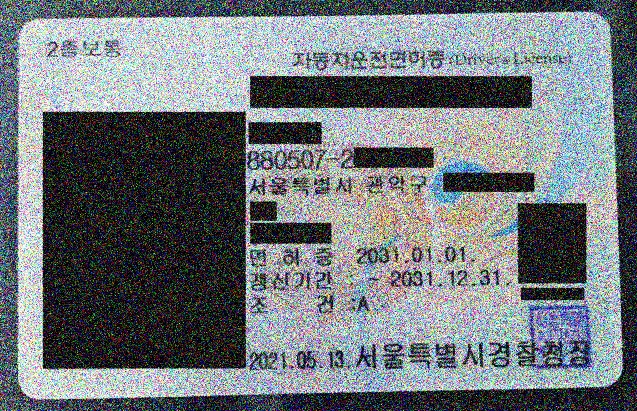 2종보통
자동차운전면허증 (Driver's License)
880507-2
서울특별시 관악구
면 허 증 2031.01.01.
갱신기간 : ~ 2031.12.31.
조 건 :A
2021.05.13. 서울특별시경찰청장